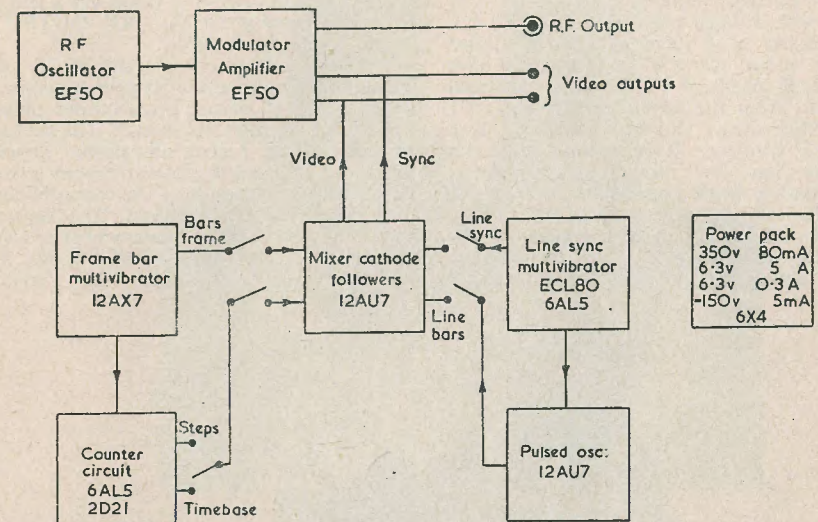 R F
Oscillator
EF50
Modulator
Amplifier
EF50
R.F. Output
Video outputs
Video
Sync
Bars
frame
Frame bar
multivibrator
12AX7
Mixer cathode
followers
12AU7
Line
sync
Line
bars
Line sync
multivibrator
ECL80
6AL5
Power pack
350v 80mA
6·3v 5 A
6·3v 0·3 A
-150v 5mA
6X4
Counter
circuit
6AL5
2D21
Steps
Timebase
Pulsed osc:
12AU7